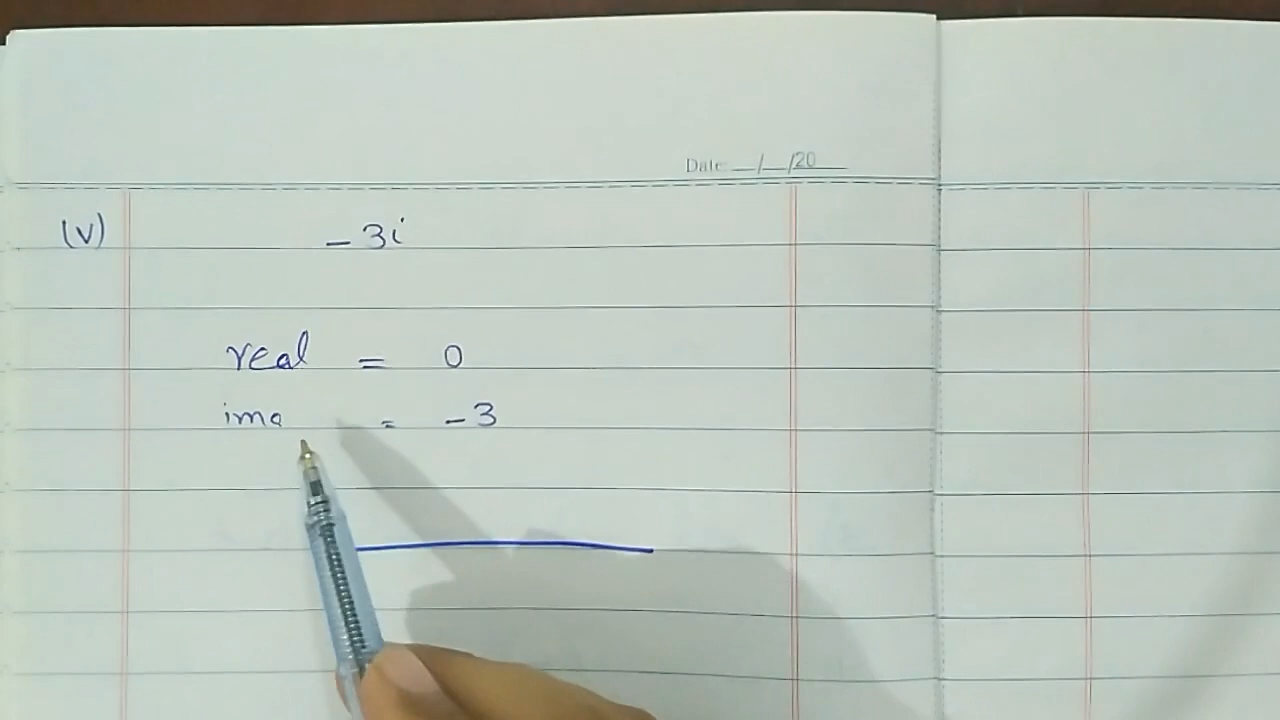 Date __/__/20
(v) -3i
real = 0
ima = -3